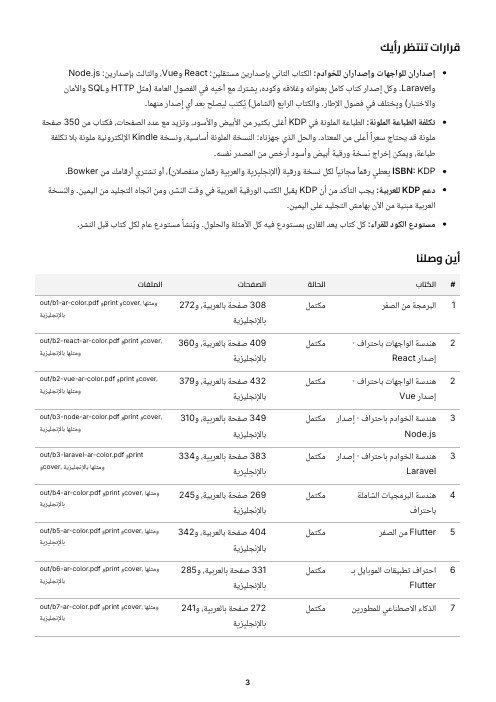 قرارات تنتظر رأيك
• إصداران للواجهات وإصداران للخوادم: الكتاب الثاني بإصدارين مستقلين: React وVue، والثالث بإصدارين: Node.js
وLaravel. وكل إصدار كتاب كامل بعنوانه وغلافه وكوده، يشترك مع أخيه في الفصول العامة (مثل HTTP وSQL والأمان
والاختبار) ويختلف في فصول الإطار. والكتاب الرابع (الشامل) يُكتب ليصلح بعد أي إصدار منهما.
• تكلفة الطباعة الملونة: الطباعة الملونة في KDP أغلى بكثير من الأبيض والأسود، وتزيد مع عدد الصفحات، فكتاب من 350 صفحة
ملونة قد يحتاج سعراً أعلى من المعتاد. والحل الذي جهزناه: النسخة الملونة أساسية، ونسخة Kindle الإلكترونية ملونة بلا تكلفة
طباعة، ويمكن إخراج نسخة ورقية أبيض وأسود أرخص من المصدر نفسه.
• ISBN: KDP يعطي رقماً مجانياً لكل نسخة ورقية (الإنجليزية والعربية رقمان منفصلان)، أو تشتري أرقامك من Bowker.
• دعم KDP للعربية: يجب التأكد من أن KDP يقبل الكتب الورقية العربية في وقت النشر، ومن اتجاه التجليد من اليمين. والنسخة
العربية مبنية من الآن بهامش التجليد على اليمين.
• مستودع الكود للقراء: كل كتاب يعد القارئ بمستودع فيه كل الأمثلة والحلول. ويُنشأ مستودع عام لكل كتاب قبل النشر.
أين وصلنا
# الكتاب الحالة الصفحات الملفات
1 البرمجة من الصفر مكتمل 308 صفحة بالعربية، و272 out/b1-ar-color.pdf وprint وcover، ومثلها
بالإنجليزية بالإنجليزية
2 هندسة الواجهات باحتراف · مكتمل 409 صفحة بالعربية، و360 out/b2-react-ar-color.pdf وprint وcover،
إصدار React بالإنجليزية ومثلها بالإنجليزية
2 هندسة الواجهات باحتراف · مكتمل 432 صفحة بالعربية، و379 out/b2-vue-ar-color.pdf وprint وcover،
إصدار Vue بالإنجليزية ومثلها بالإنجليزية
3 هندسة الخوادم باحتراف · إصدار مكتمل 349 صفحة بالعربية، و310 out/b3-node-ar-color.pdf وprint وcover،
Node.js بالإنجليزية ومثلها بالإنجليزية
3 هندسة الخوادم باحتراف · إصدار مكتمل 383 صفحة بالعربية، و334 out/b3-laravel-ar-color.pdf وprint
Laravel بالإنجليزية وcover، ومثلها بالإنجليزية
4 هندسة البرمجيات الشاملة مكتمل 269 صفحة بالعربية، و245 out/b4-ar-color.pdf وprint وcover، ومثلها
باحتراف بالإنجليزية بالإنجليزية
5 Flutter من الصفر مكتمل 404 صفحة بالعربية، و342 out/b5-ar-color.pdf وprint وcover، ومثلها
بالإنجليزية بالإنجليزية
6 احتراف تطبيقات الموبايل بـ مكتمل 331 صفحة بالعربية، و285 out/b6-ar-color.pdf وprint وcover، ومثلها
Flutter بالإنجليزية بالإنجليزية
7 الذكاء الاصطناعي للمطورين مكتمل 272 صفحة بالعربية، و241 out/b7-ar-color.pdf وprint وcover، ومثلها
بالإنجليزية بالإنجليزية
3